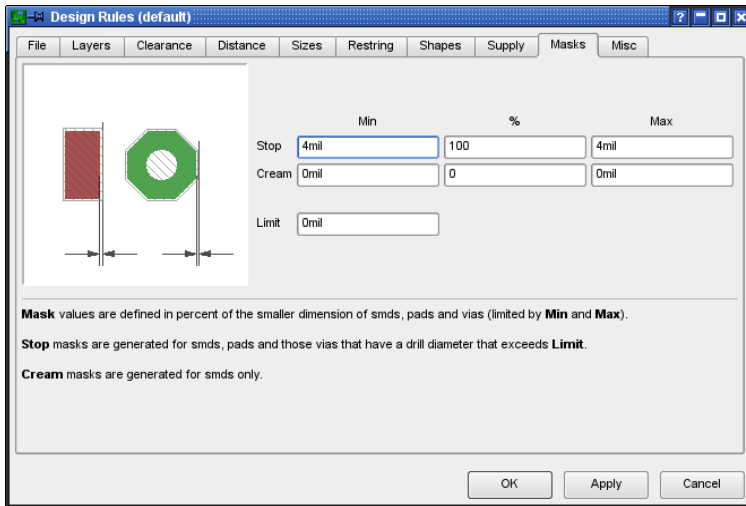 Design Rules (default)
File Layers Clearance Distance Sizes Restring Shapes Supply Masks Misc
Min % Max
Stop 4mil 100 4mil
Cream 0mil 0 0mil
Limit 0mil
Mask values are defined in percent of the smaller dimension of smds, pads and vias (limited by Min and Max).
Stop masks are generated for smds, pads and those vias that have a drill diameter that exceeds Limit.
Cream masks are generated for smds only.
OK Apply Cancel